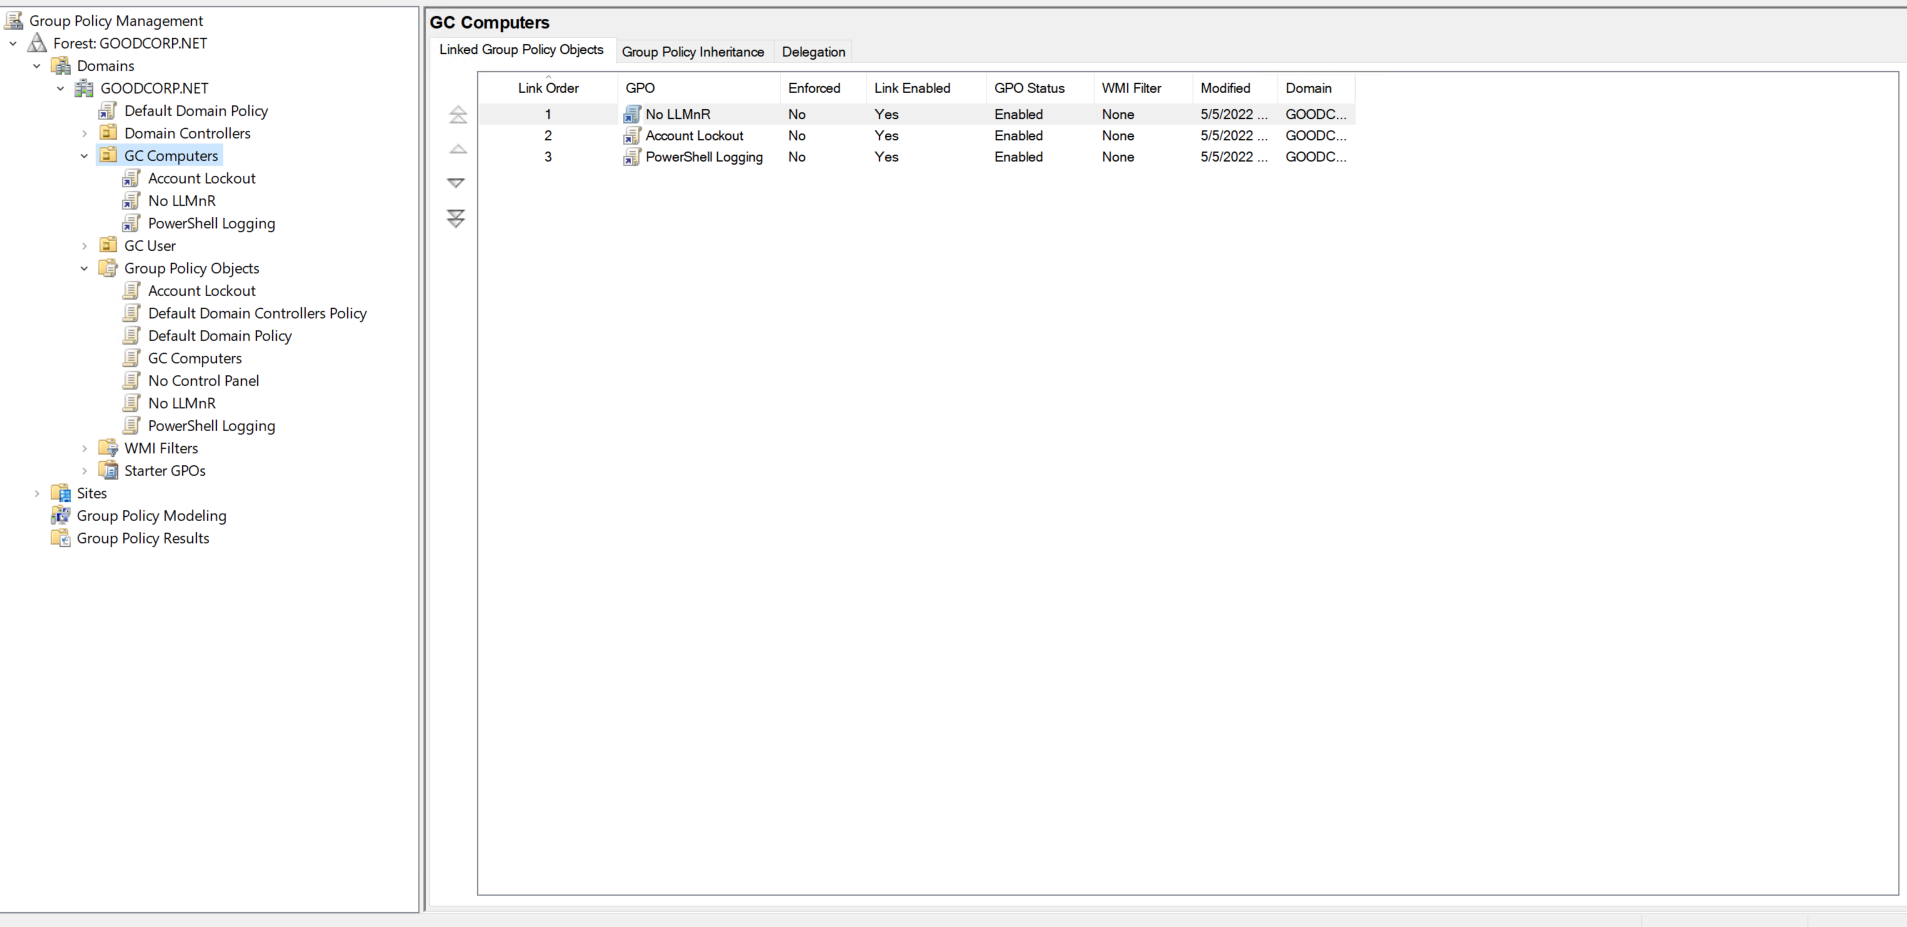 Group Policy Management
Forest: GOODCORP.NET
Domains
GOODCORP.NET
Default Domain Policy
Domain Controllers
GC Computers
Account Lockout
No LLMnR
PowerShell Logging
GC User
Group Policy Objects
Account Lockout
Default Domain Controllers Policy
Default Domain Policy
GC Computers
No Control Panel
No LLMnR
PowerShell Logging
WMI Filters
Starter GPOs
Sites
Group Policy Modeling
Group Policy Results
GC Computers
Linked Group Policy Objects Group Policy Inheritance Delegation
Link Order GPO Enforced Link Enabled GPO Status WMI Filter Modified Domain
1 No LLMnR No Yes Enabled None 5/5/2022 ... GOODC...
2 Account Lockout No Yes Enabled None 5/5/2022 ... GOODC...
3 PowerShell Logging No Yes Enabled None 5/5/2022 ... GOODC...